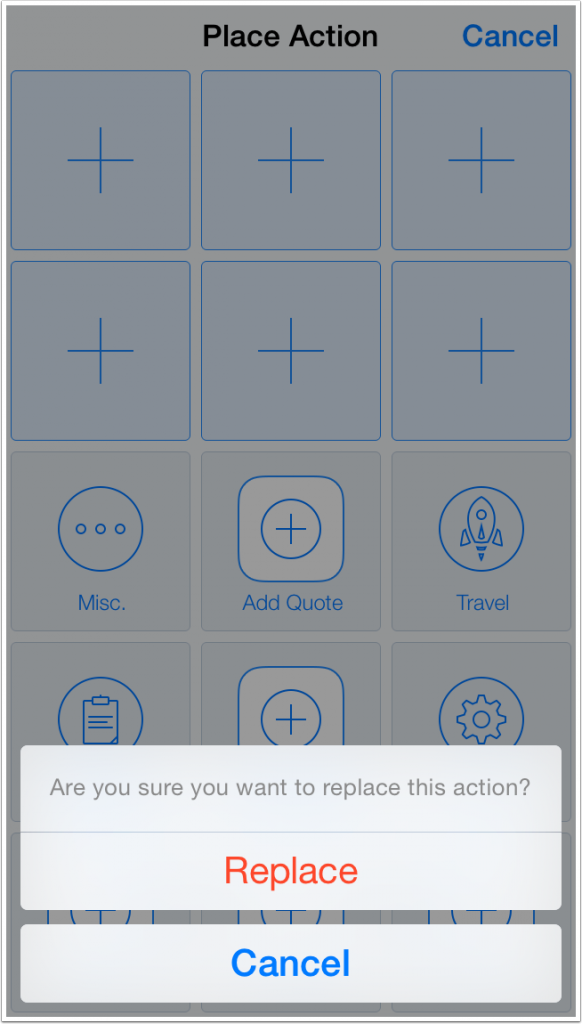 Place Action
Cancel
Misc.
Add Quote
Travel
Are you sure you want to replace this action?
Replace
Cancel